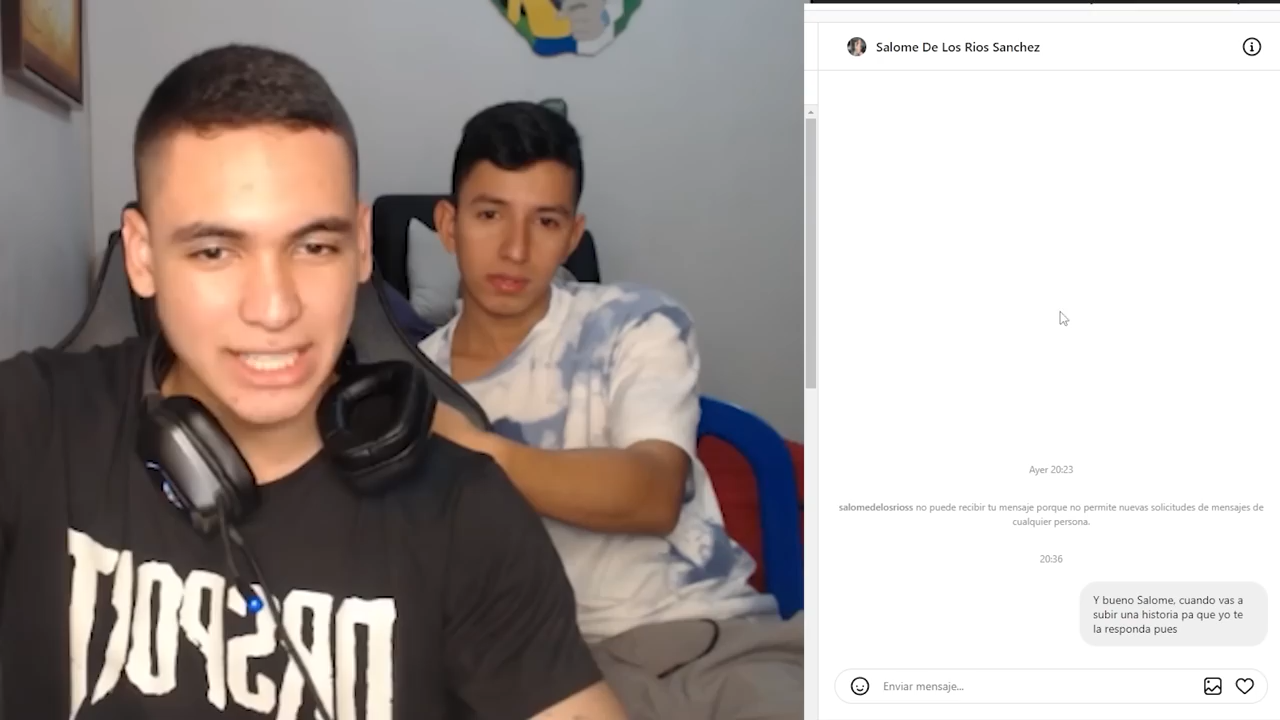 Salome De Los Rios Sanchez
Ayer 20:23
salomedelosrioss no puede recibir tu mensaje porque no permite nuevas solicitudes de mensajes de
cualquier persona.
20:36
Y bueno Salome, cuando vas a
subir una historia pa que yo te
la responda pues
Enviar mensaje...